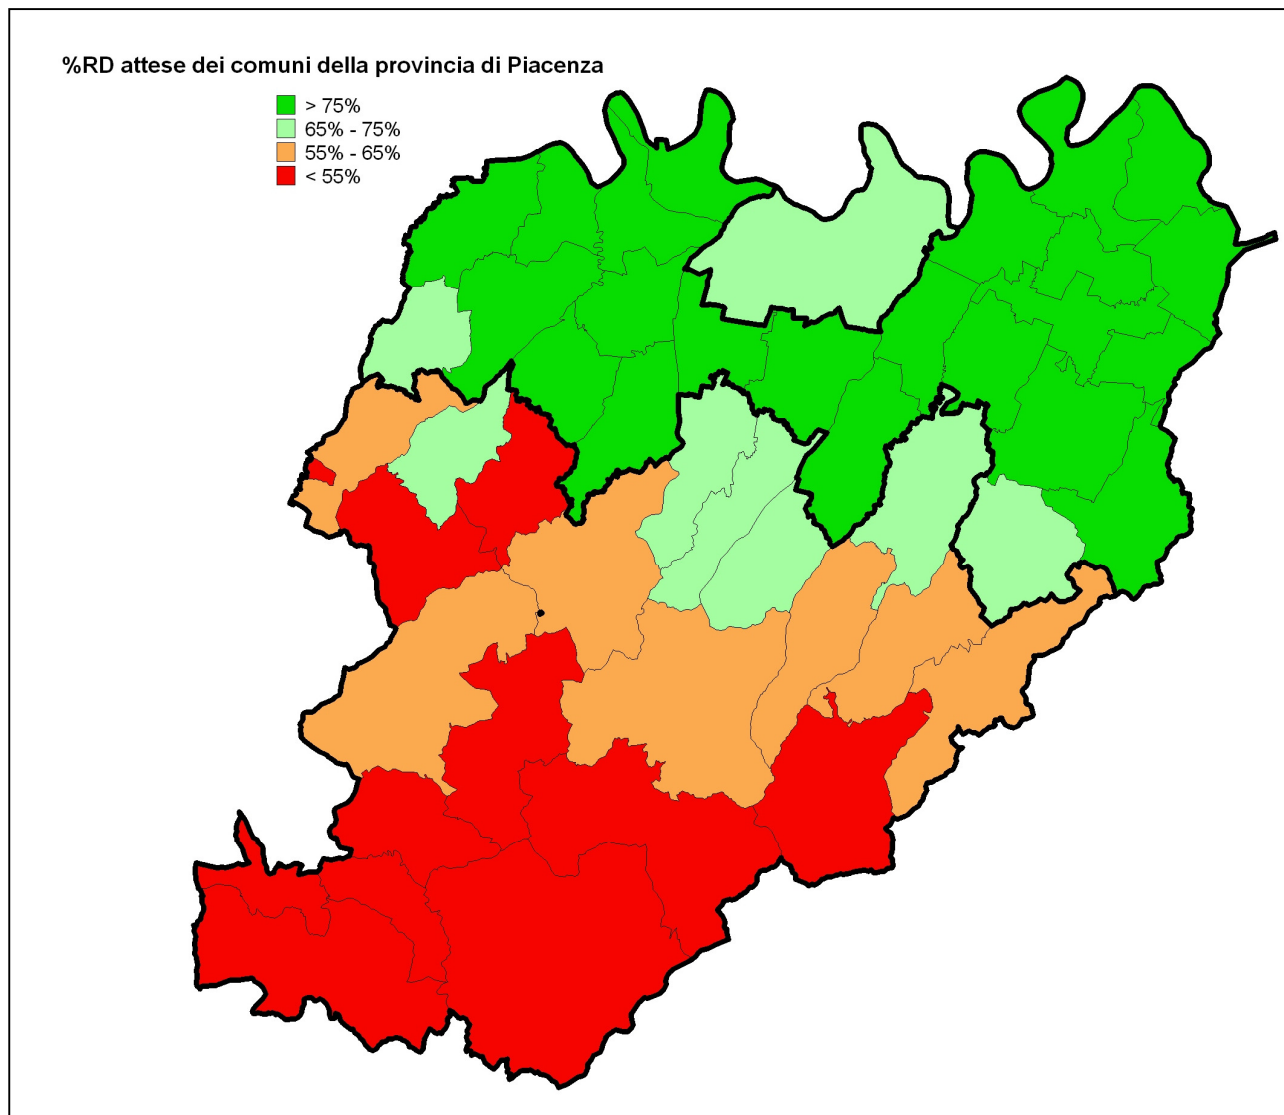 %RD attese dei comuni della provincia di Piacenza
> 75%
65% - 75%
55% - 65%
< 55%